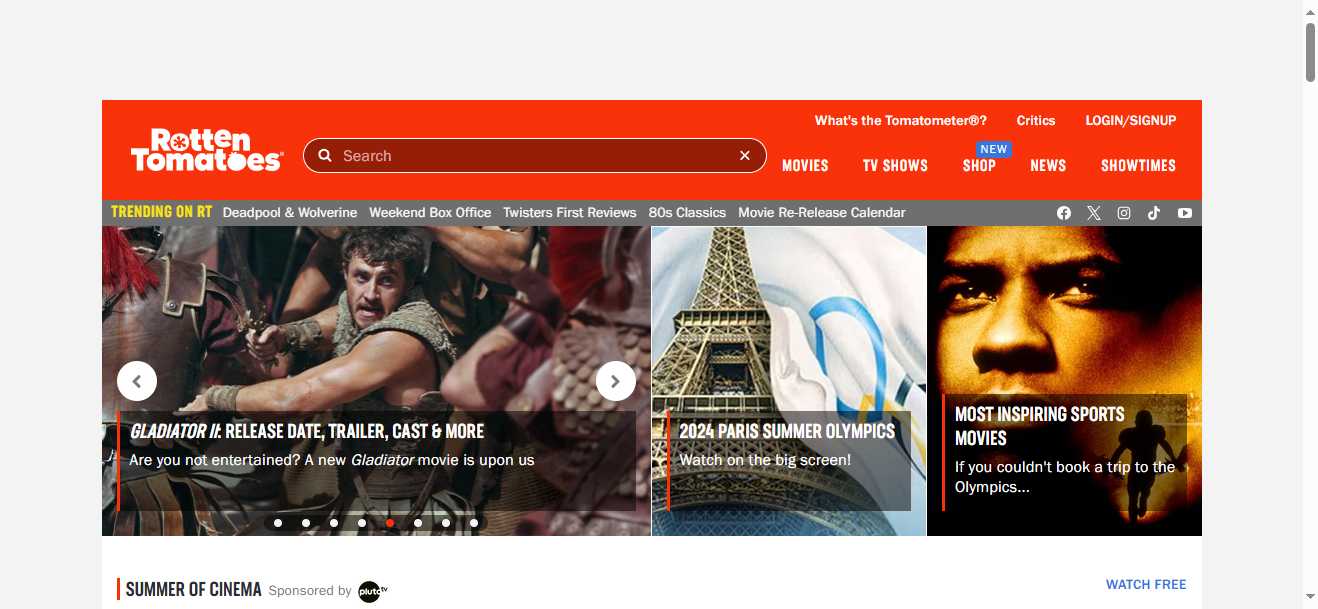 What's the Tomatometer®? Critics LOGIN/SIGNUP
Rotten
Tomatoes®
Search
NEW
MOVIES TV SHOWS SHOP NEWS SHOWTIMES
TRENDING ON RT Deadpool & Wolverine Weekend Box Office Twisters First Reviews 80s Classics Movie Re-Release Calendar
GLADIATOR II: RELEASE DATE, TRAILER, CAST & MORE
Are you not entertained? A new Gladiator movie is upon us
2024 PARIS SUMMER OLYMPICS
Watch on the big screen!
MOST INSPIRING SPORTS
MOVIES
If you couldn't book a trip to the
Olympics...
SUMMER OF CINEMA Sponsored by pluto tv
WATCH FREE